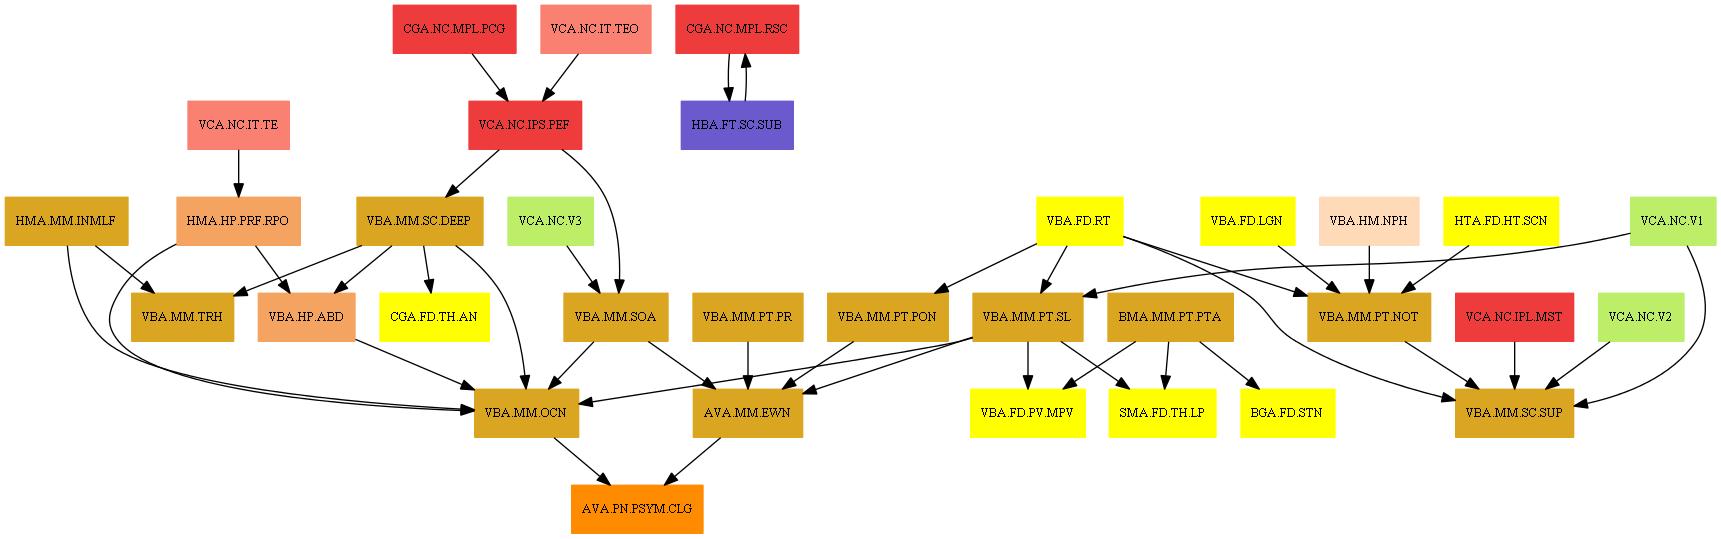 CGA.NC.MPL.PCG
VCA.NC.IT.TEO
CGA.NC.MPL.RSC
VCA.NC.IT.TE
VCA.NC.IPS.PEF
HBA.FT.SC.SUB
HMA.MM.INMLF
HMA.HP.PRF.RPO
VBA.MM.SC.DEEP
VCA.NC.V3
VBA.FD.RT
VBA.FD.LGN
VBA.HM.NPH
HTA.FD.HT.SCN
VCA.NC.V1
VBA.MM.TRH
VBA.HP.ABD
CGA.FD.TH.AN
VBA.MM.SOA
VBA.MM.PT.PR
VBA.MM.PT.PON
VBA.MM.PT.SL
BMA.MM.PT.PTA
VBA.MM.PT.NOT
VCA.NC.IPL.MST
VCA.NC.V2
VBA.MM.OCN
AVA.MM.EWN
VBA.FD.PV.MPV
SMA.FD.TH.LP
BGA.FD.STN
VBA.MM.SC.SUP
AVA.PN.PSYM.CLG